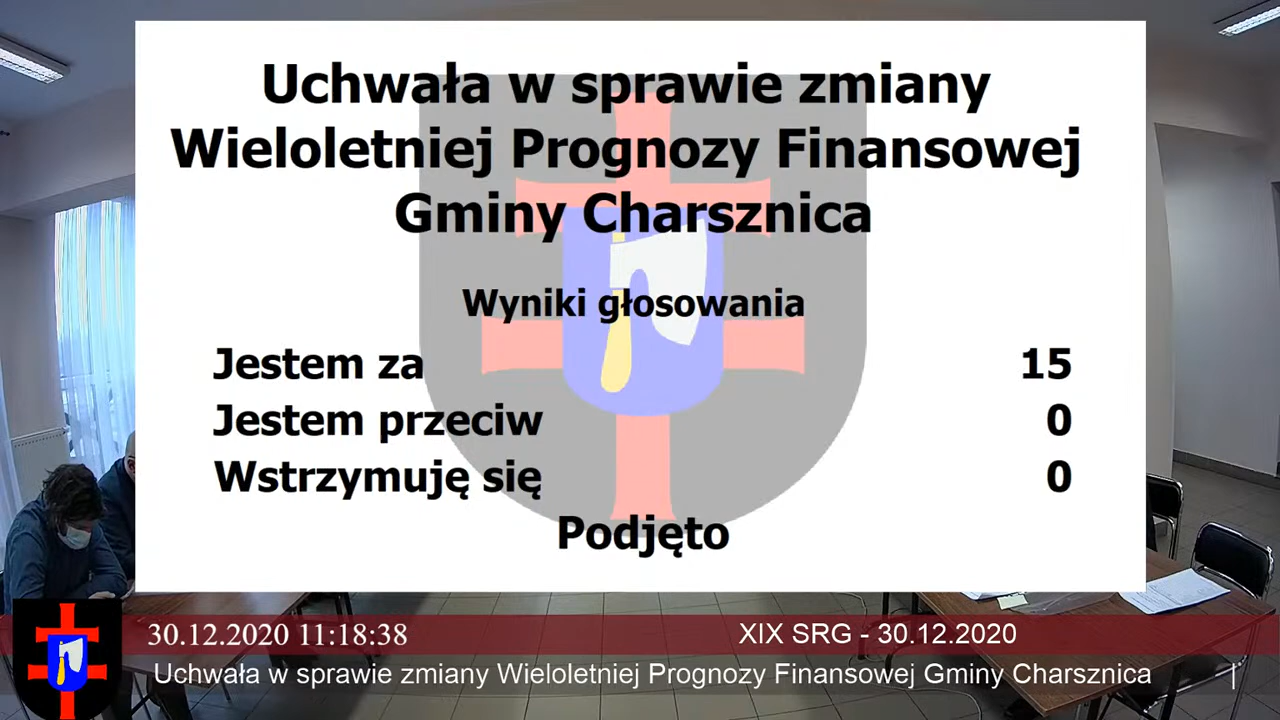 Uchwała w sprawie zmiany
Wieloletniej Prognozy Finansowej
Gminy Charsznica
Wyniki głosowania
Jestem za 15
Jestem przeciw 0
Wstrzymuję się 0
Podjęto
30.12.2020 11:18:38 XIX SRG - 30.12.2020
Uchwała w sprawie zmiany Wieloletniej Prognozy Finansowej Gminy Charsznica |